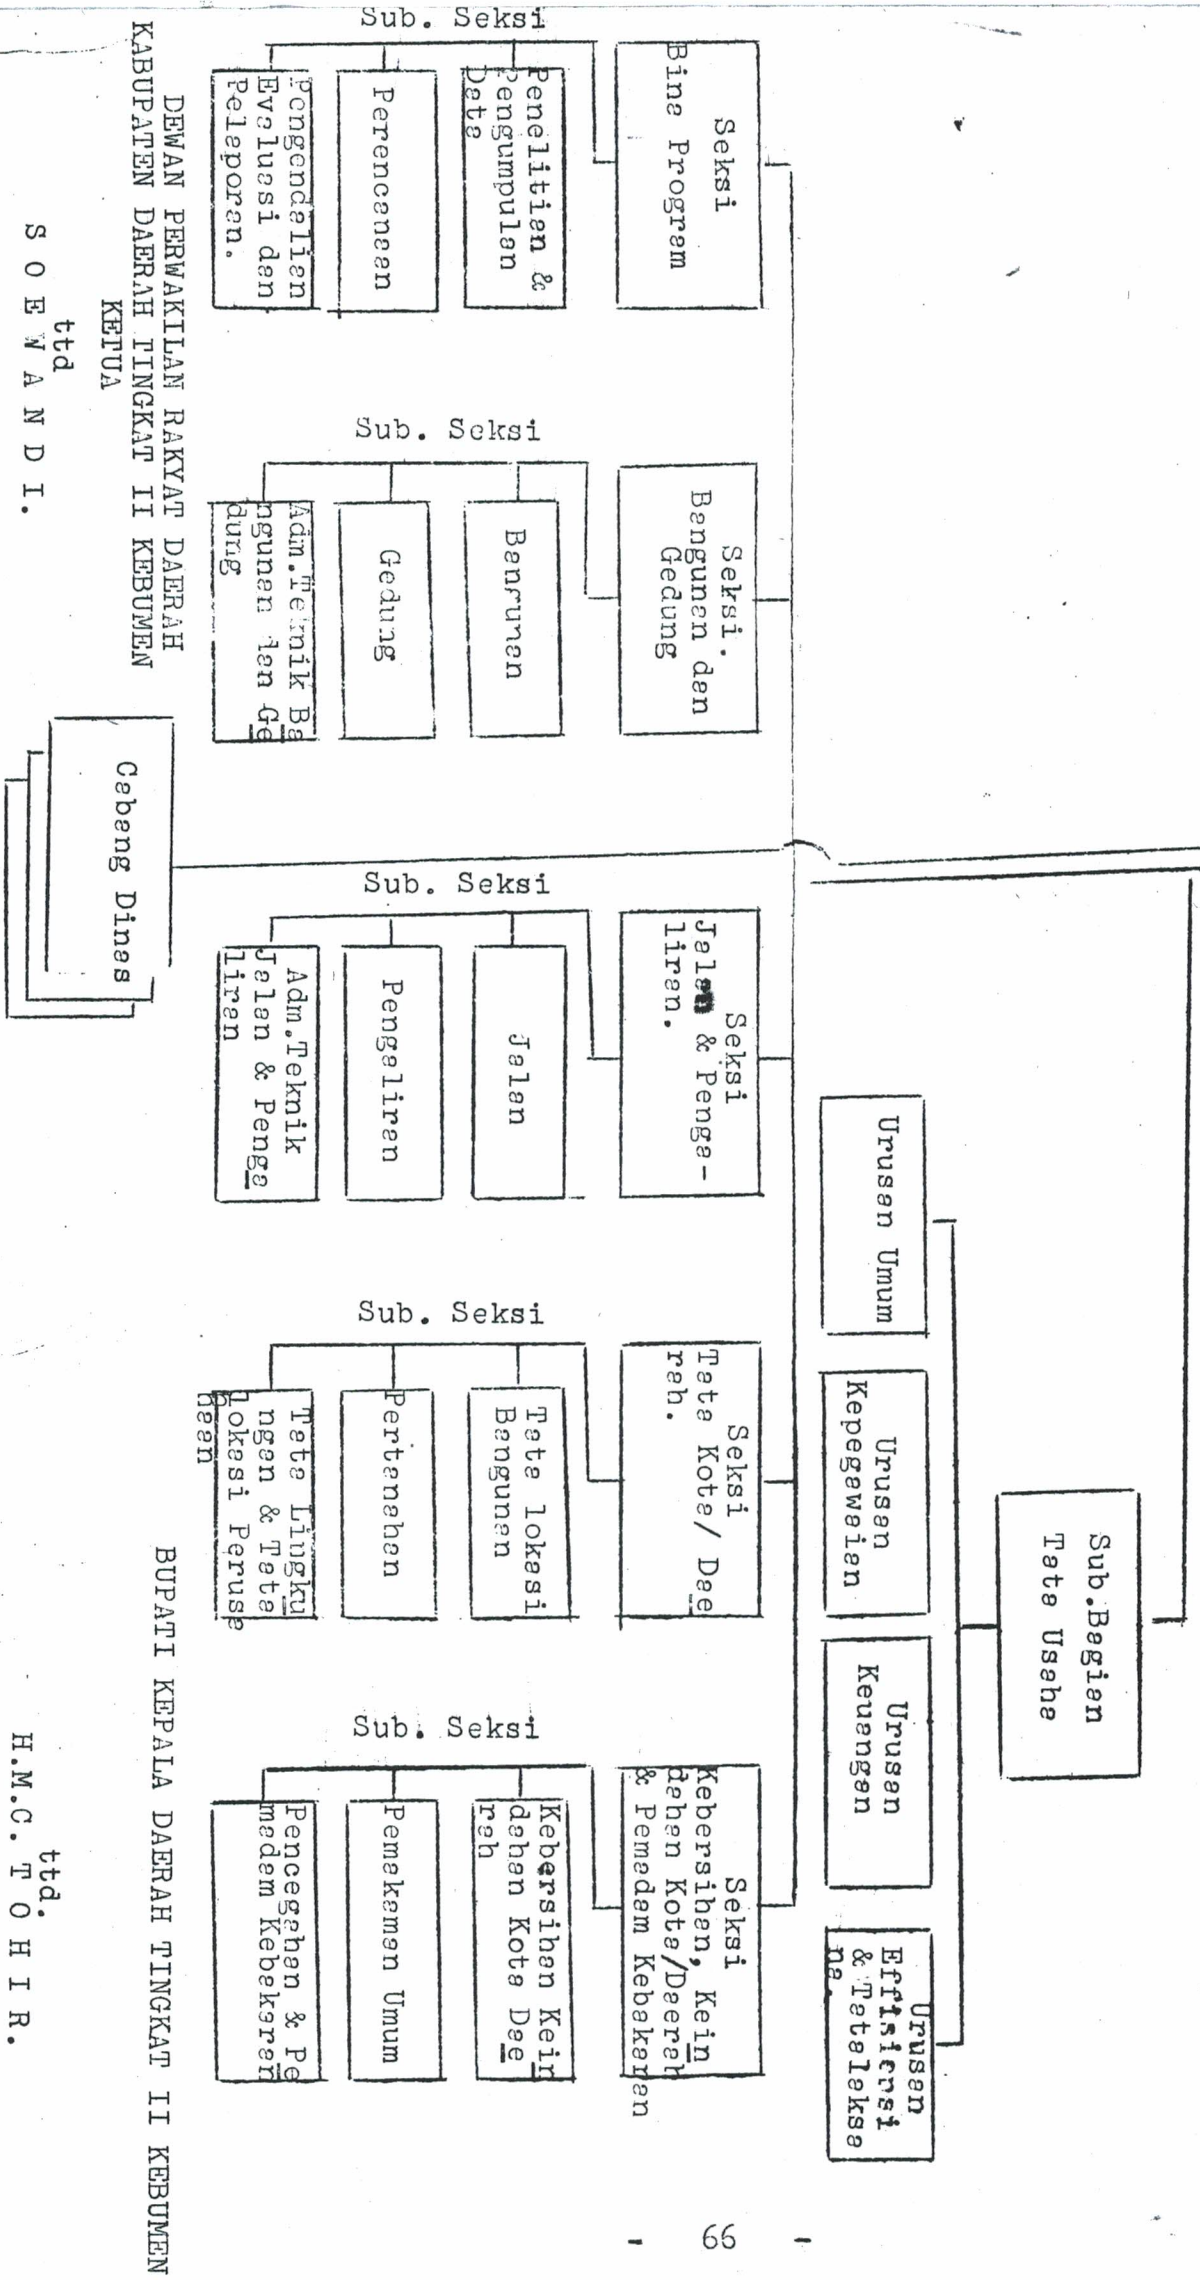 Sub.Bagian
Tata Usaha
Urusan Umum
Urusan
Kepegawaian
Urusan
Keuangan
Urusan
Effisiensi
& Tatalaksa
na.
Seksi
Bina Program
Seksi.
Bangunan dan
Gedung
Seksi
Jalan & Penga-
liran.
Seksi
Tata Kota/ Dae
rah.
Seksi
Kebersihan, Kein
dahan Kota/Daerah
& Pemadam Kebakaran
Sub. Seksi
Penelitian &
Pengumpulan
Data
Perencanaan
Pengendalian
Evaluasi dan
Pelaporan.
Sub. Seksi
Bangunan
Gedung
Adm.Teknik Ba
ngunan dan Ge
dung
Sub. Seksi
Jalan
Pengaliran
Adm.Teknik
Jalan & Penga
liran
Sub. Seksi
Tata lokasi
Bangunan
Pertanahan
Tata Lingku
ngan & Tata
lokasi Perusa
haan
Sub. Seksi
Kebersihan Kein
dahan Kota Dae
rah
Pemakaman Umum
Pencegahan & Pe
madam Kebakaran
Cabang Dinas
DEWAN PERWAKILAN RAKYAT DAERAH
KABUPATEN DAERAH TINGKAT II KEBUMEN
KETUA
ttd
S O E W A N D I.
BUPATI KEPALA DAERAH TINGKAT II KEBUMEN
ttd.
H.M.C. T O H I R.
- 66 -